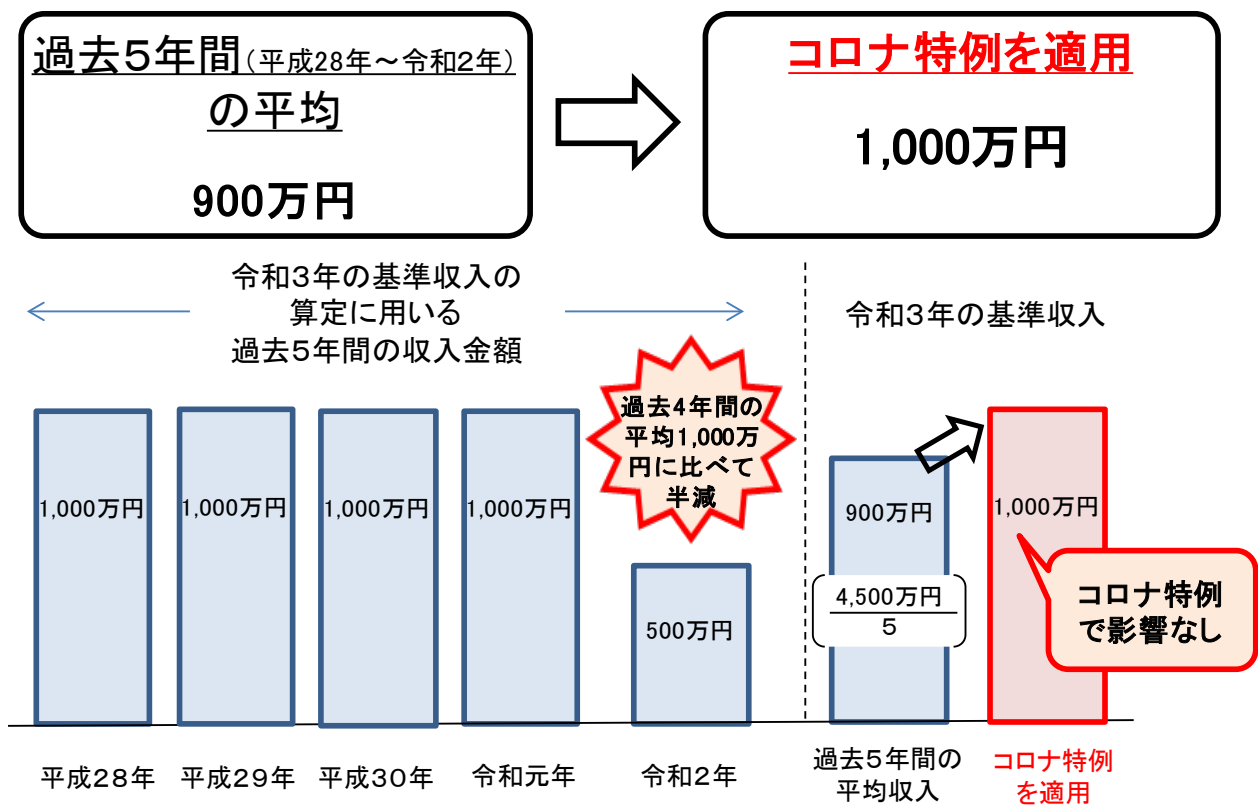 過去5年間(平成28年～令和2年)
の平均
900万円
コロナ特例を適用
1,000万円
令和3年の基準収入の
算定に用いる
過去5年間の収入金額
令和3年の基準収入
過去4年間の
平均1,000万
円に比べて
半減
1,000万円
1,000万円
1,000万円
1,000万円
500万円
900万円
4,500万円
5
1,000万円
コロナ特例
で影響なし
平成28年
平成29年
平成30年
令和元年
令和2年
過去5年間の
平均収入
コロナ特例
を適用